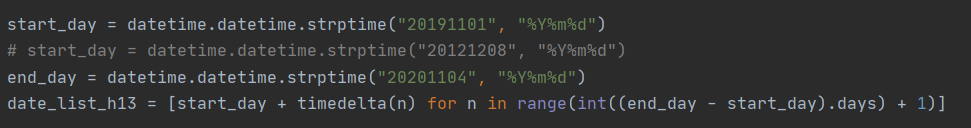 start_day = datetime.datetime.strptime("20191101", "%Y%m%d")
# start_day = datetime.datetime.strptime("20121208", "%Y%m%d")
end_day = datetime.datetime.strptime("20201104", "%Y%m%d")
date_list_h13 = [start_day + timedelta(n) for n in range(int((end_day - start_day).days) + 1)]